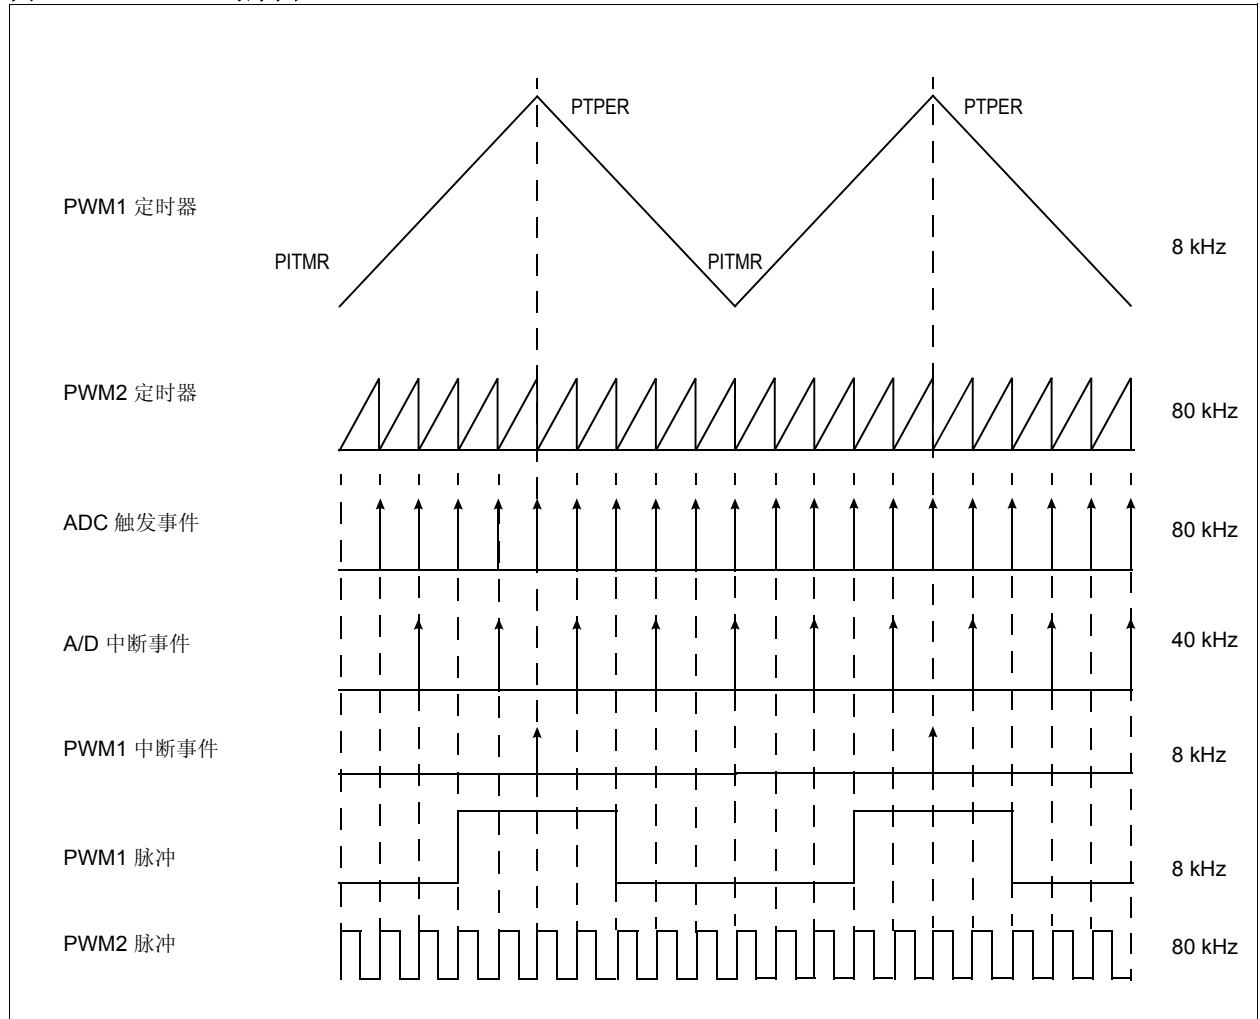 PTPER
PTPER
PWM1 定时器
8 kHz
PITMR
PITMR
PWM2 定时器
80 kHz
ADC 触发事件
80 kHz
A/D 中断事件
40 kHz
PWM1 中断事件
8 kHz
PWM1 脉冲
8 kHz
PWM2 脉冲
80 kHz